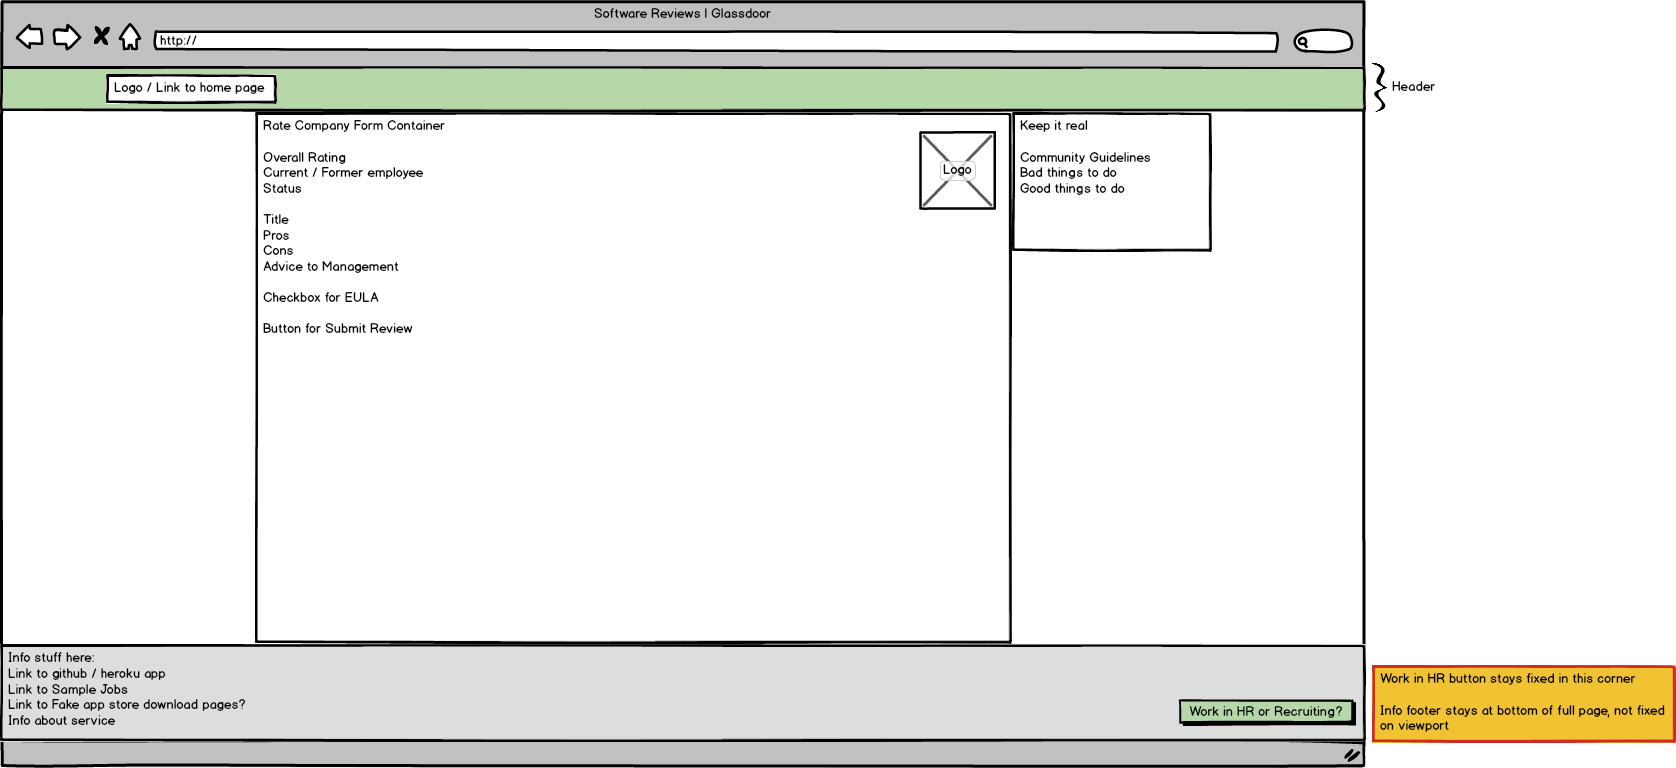 Software Reviews | Glassdoor
http://
Logo / Link to home page
Header
Rate Company Form Container
Overall Rating
Current / Former employee
Status
Title
Pros
Cons
Advice to Management
Checkbox for EULA
Button for Submit Review
Logo
Keep it real
Community Guidelines
Bad things to do
Good things to do
Info stuff here:
Link to github / heroku app
Link to Sample Jobs
Link to Fake app store download pages?
Info about service
Work in HR or Recruiting?
Work in HR button stays fixed in this corner
Info footer stays at bottom of full page, not fixed
on viewport